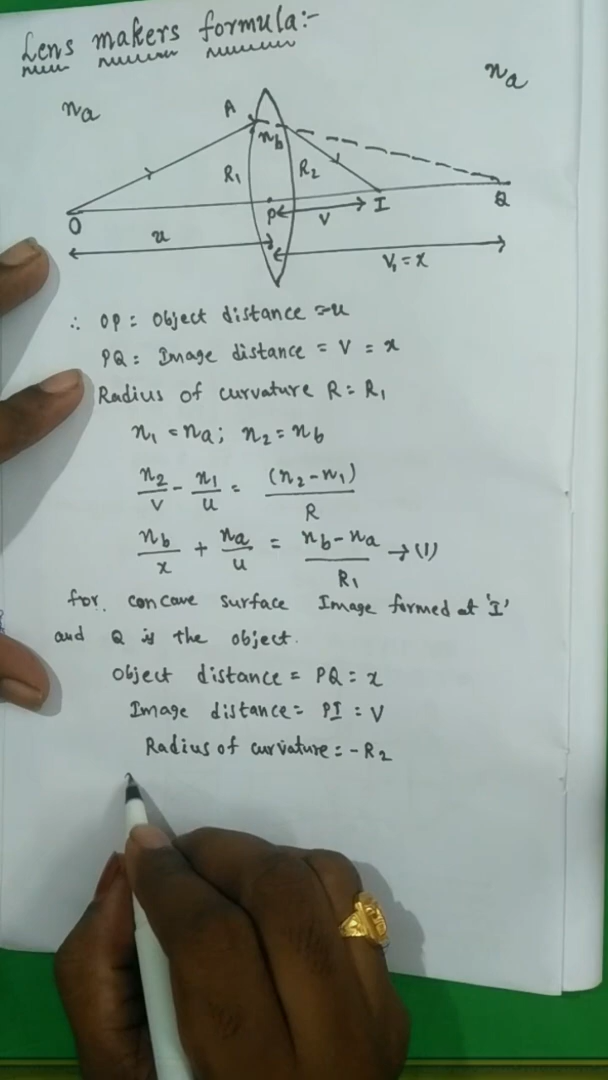 Lens makers formula:-
na
na
A
nb
R1
R2
O
P
V
I
Q
u
V1 = x
∴ OP = Object distance = u
PQ = Image distance = V = x
Radius of curvature R = R1
n1 = na; n2 = nb
n2/V - n1/u = (n2-n1)/R
nb/x + na/u = nb-na/R1 → (1)
for. concave surface Image formed at 'I'
and Q is the object.
Object distance = PQ = x
Image distance = PI = V
Radius of curviature = -R2